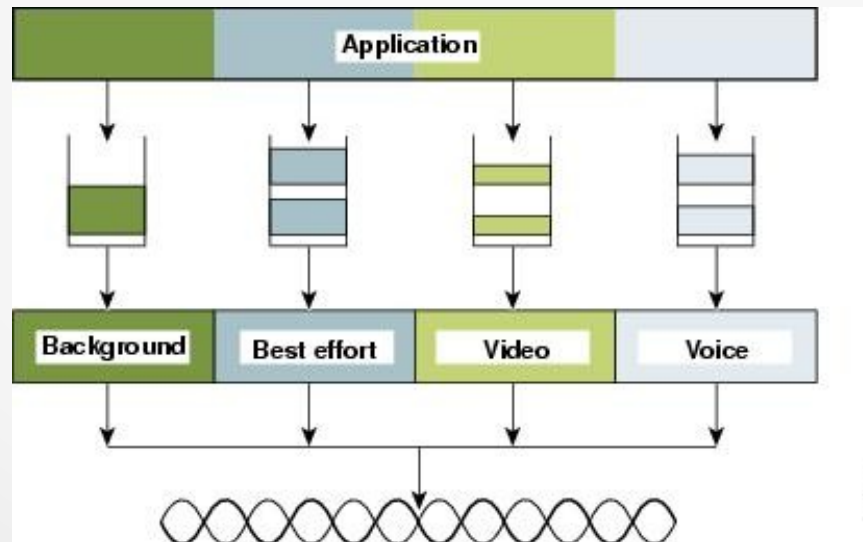 Application
Background
Best effort
Video
Voice